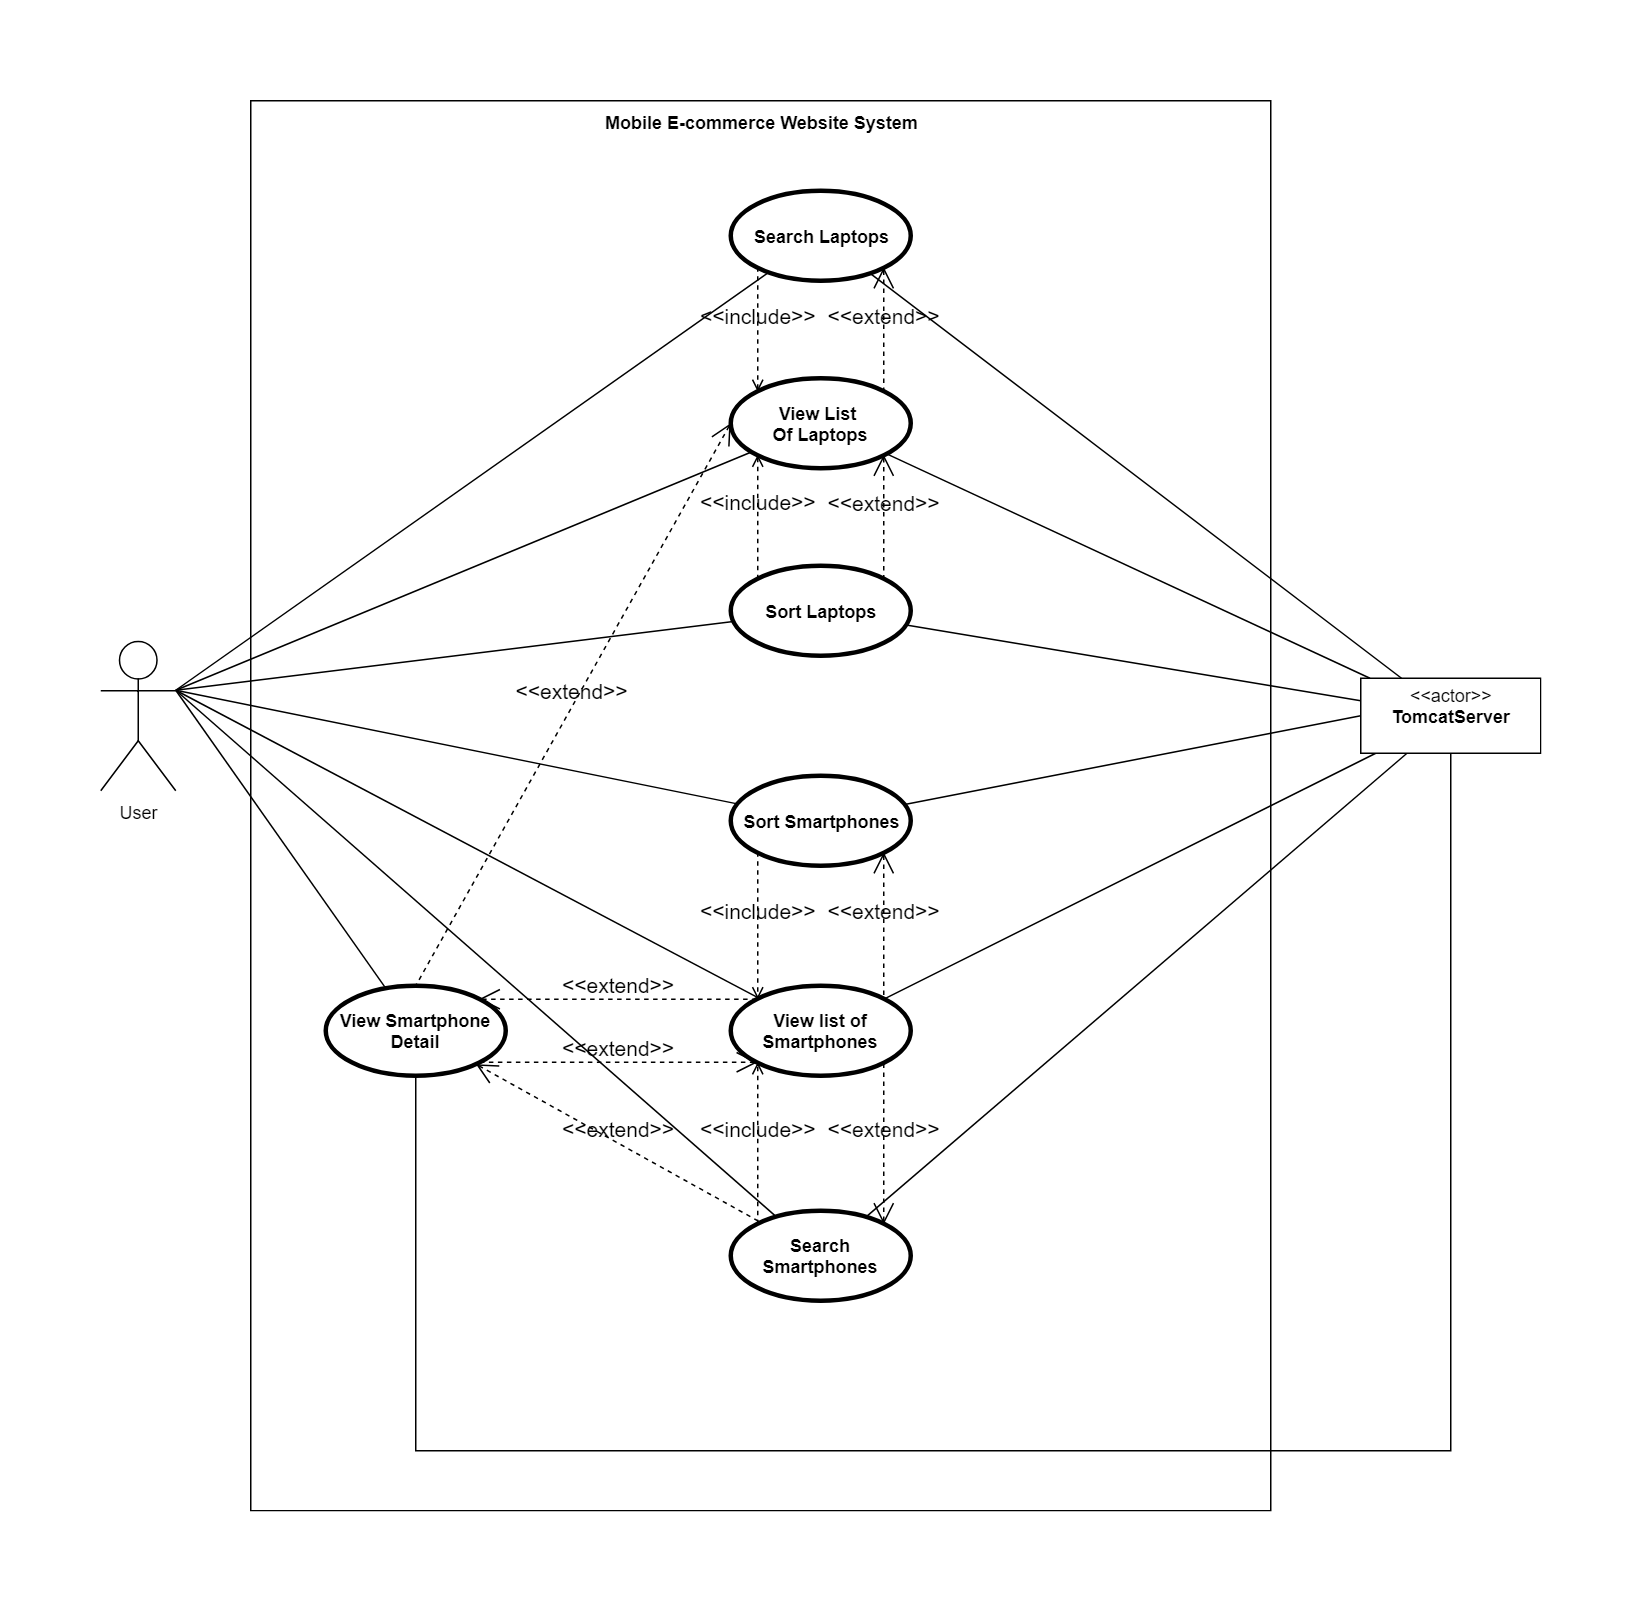 Mobile E-commerce Website System
Search Laptops
<<include>>
<<extend>>
View List
Of Laptops
<<include>>
<<extend>>
Sort Laptops
<<extend>>
<<actor>>
TomcatServer
User
Sort Smartphones
<<include>>
<<extend>>
<<extend>>
View Smartphone
Detail
View list of
Smartphones
<<extend>>
<<extend>>
<<include>>
<<extend>>
Search
Smartphones